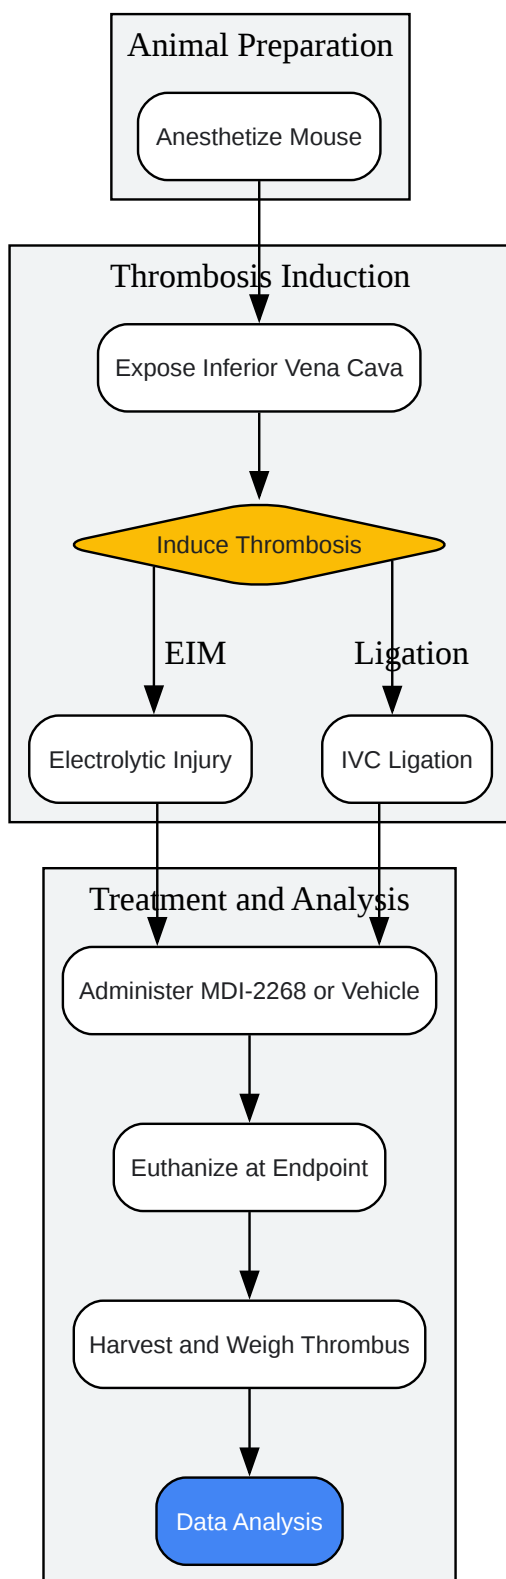 Animal Preparation
Anesthetize Mouse
Thrombosis Induction
Expose Inferior Vena Cava
Induce Thrombosis
EIM
Ligation
Electrolytic Injury
IVC Ligation
Treatment and Analysis
Administer MDI-2268 or Vehicle
Euthanize at Endpoint
Harvest and Weigh Thrombus
Data Analysis